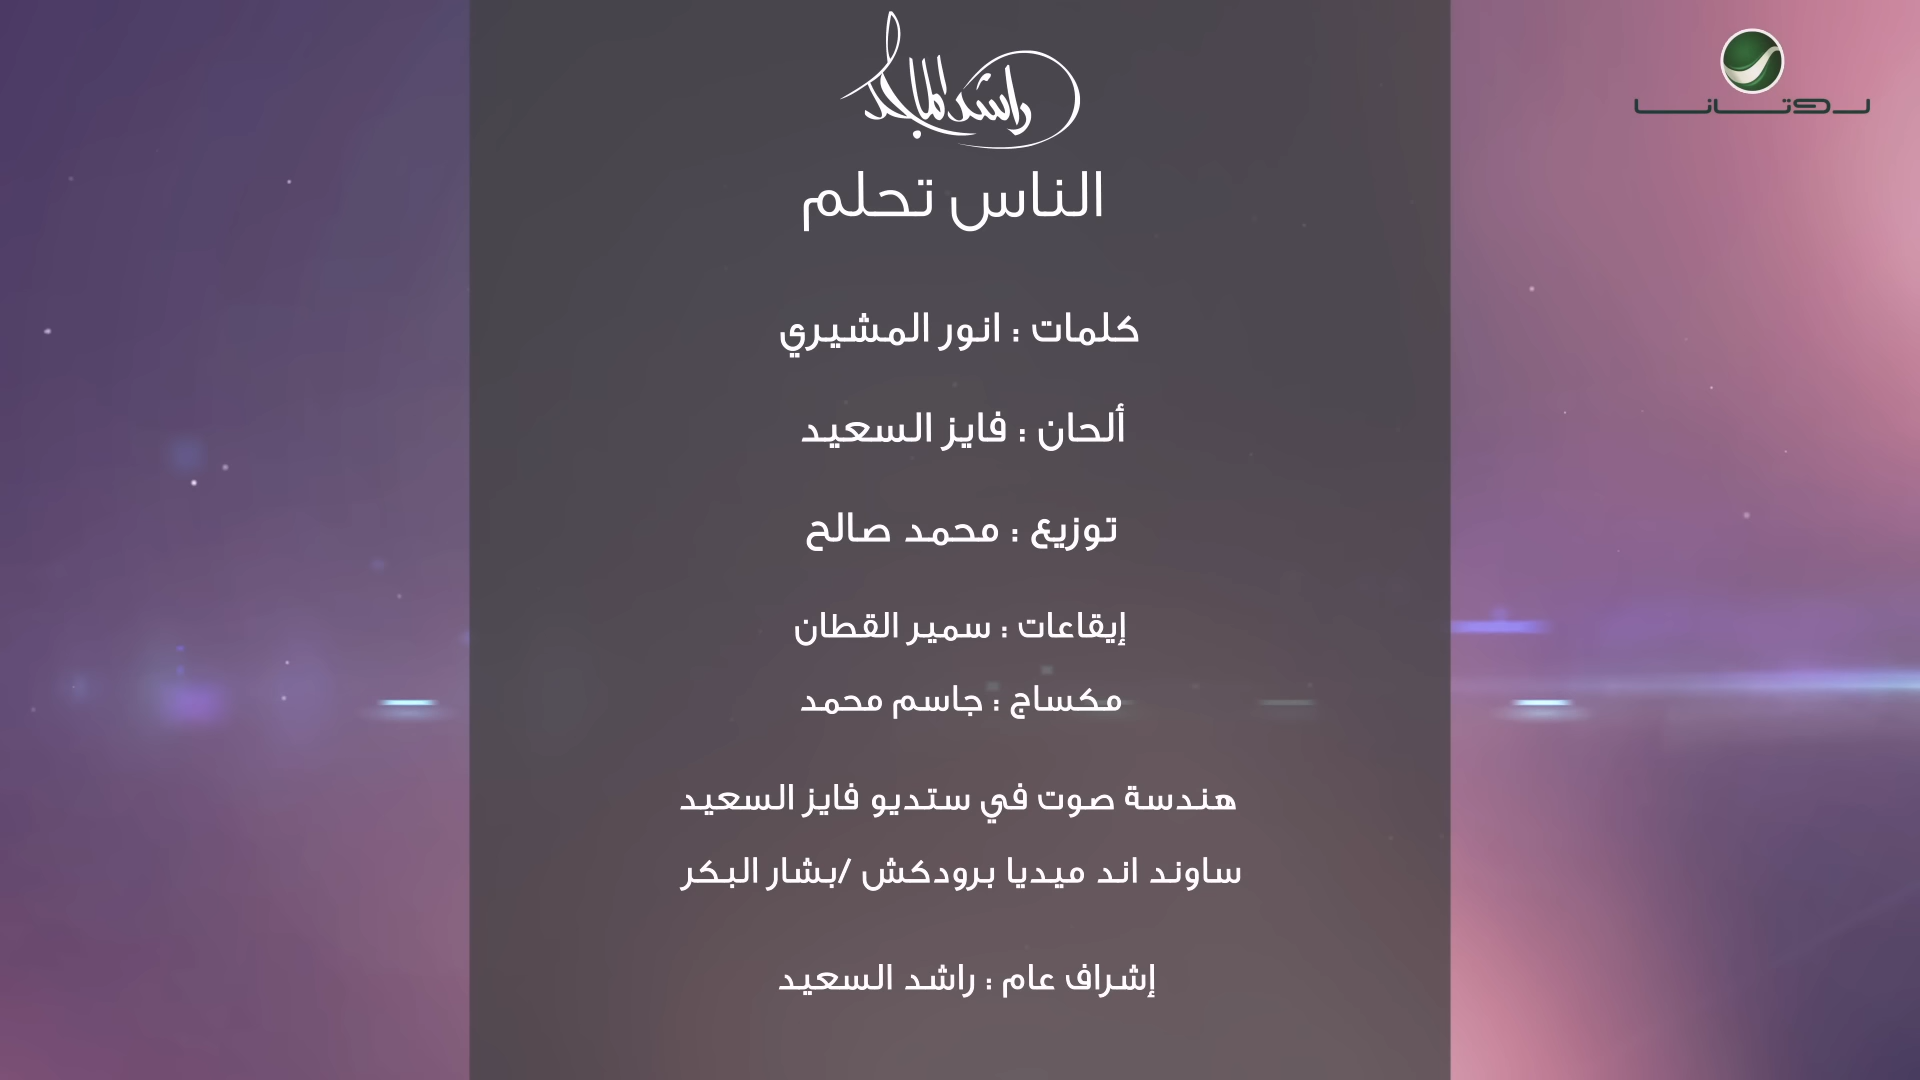 راشد الماجد
روتانا
الناس تحلم
كلمات : انور المشيري
ألحان : فايز السعيد
توزيع : محمد صالح
إيقاعات : سمير القطان
مكساج : جاسم محمد
هندسة صوت في ستديو فايز السعيد
ساوند اند ميديا برودكش /بشار البكر
إشراف عام : راشد السعيد